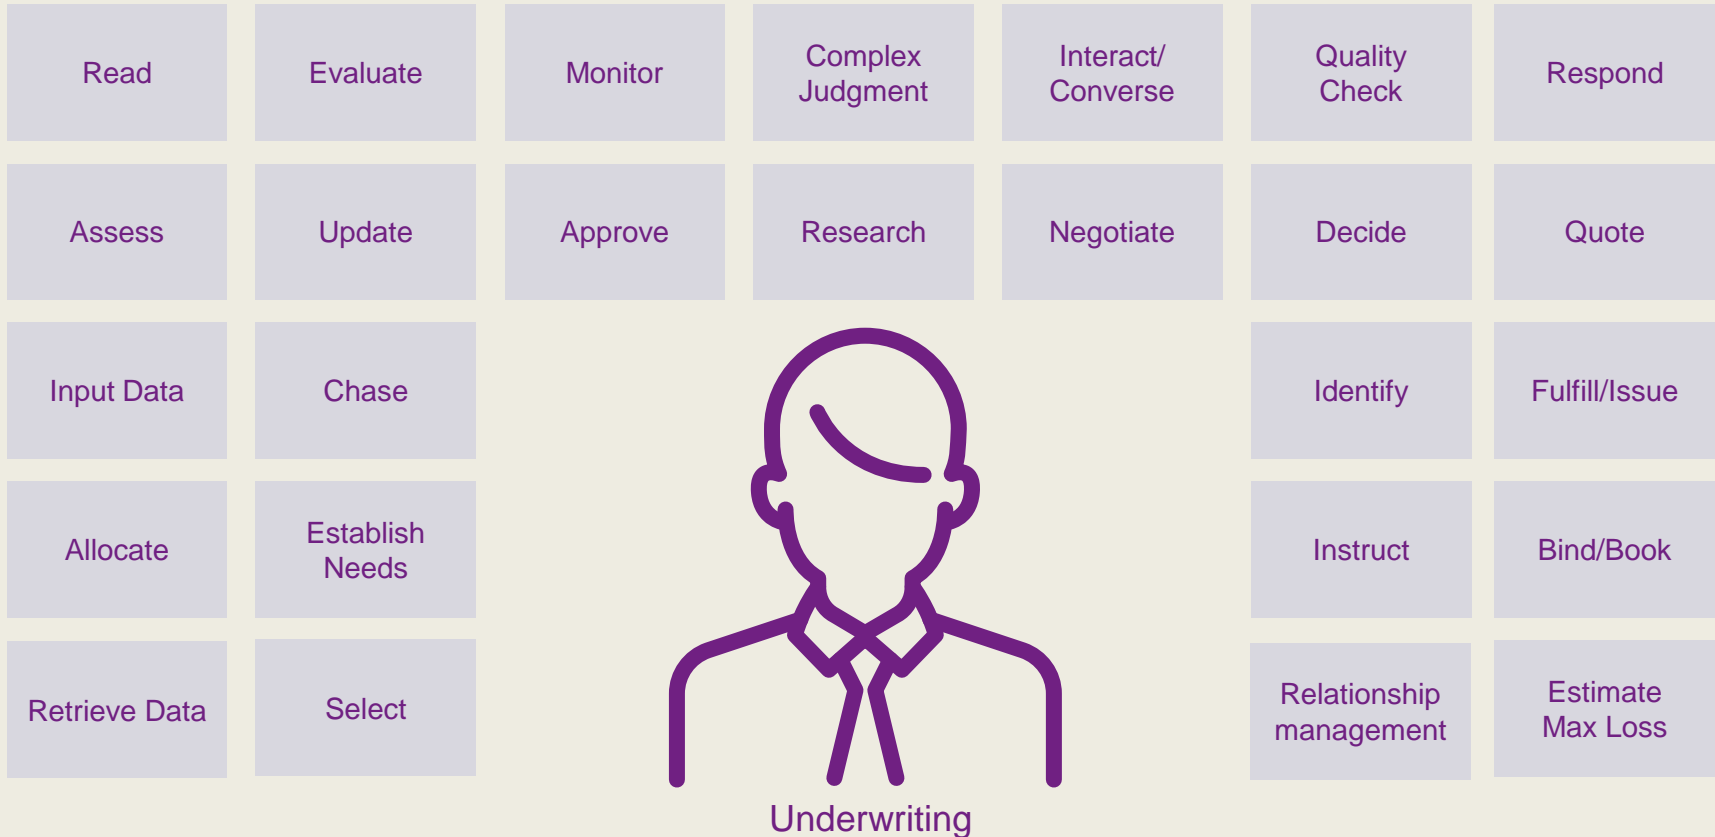 Read
Evaluate
Monitor
Complex
Judgment
Interact/
Converse
Quality
Check
Respond
Assess
Update
Approve
Research
Negotiate
Decide
Quote
Input Data
Chase
Identify
Fulfill/Issue
Allocate
Establish
Needs
Instruct
Bind/Book
Retrieve Data
Select
Relationship
management
Estimate
Max Loss
Underwriting